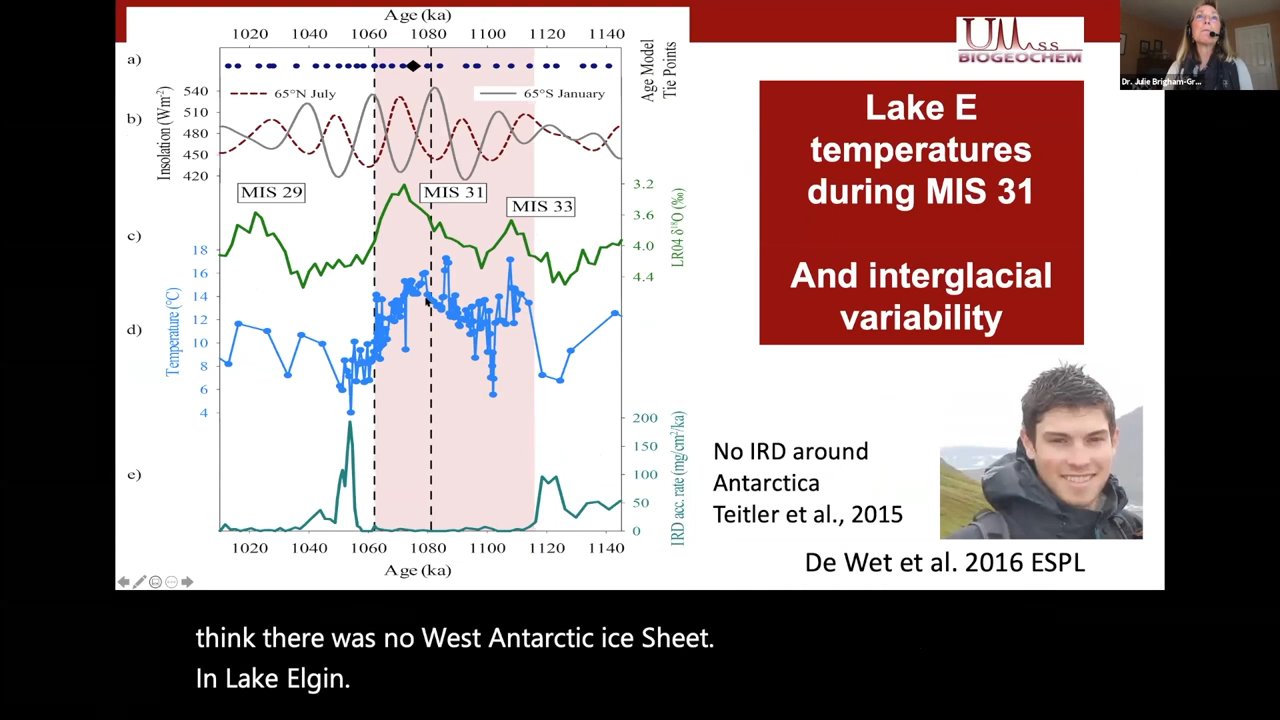 Age (ka)
1020 1040 1060 1080 1100 1120 1140
a)
Age Model
Tie Points
b)
Insolation (Wm⁻²)
540
510
480
450
420
65°N July
65°S January
MIS 29
MIS 31
MIS 33
c)
3.2
3.6
4.0
4.4
LR04 δ¹⁸O (‰)
d)
Temperature (°C)
18
16
14
12
10
8
6
4
e)
200
150
100
50
0
IRD acc. rate (mg/cm²/ka)
1020 1040 1060 1080 1100 1120 1140
Age (ka)
UMass
BIOGEOCHEM
Lake E
temperatures
during MIS 31
And interglacial
variability
No IRD around
Antarctica
Teitler et al., 2015
De Wet et al. 2016 ESPL
Dr. Julie Brigham-Gr...
think there was no West Antarctic ice Sheet.
In Lake Elgin.